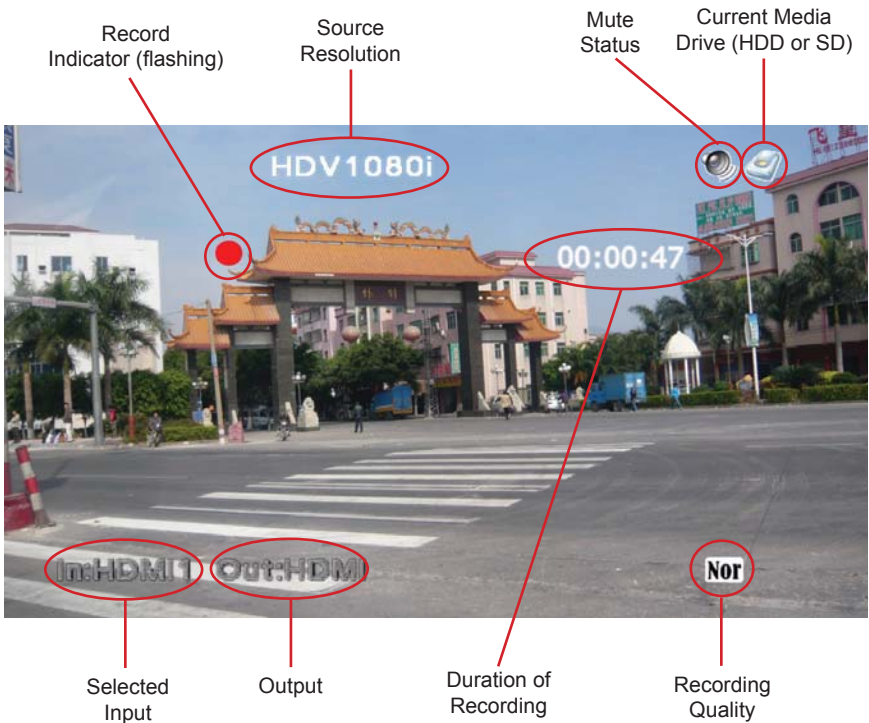 Record
Indicator (flashing)
Source
Resolution
Mute
Status
Current Media
Drive (HDD or SD)
HDV1080i
00:00:47
In:HDMI1
Out:HDMI
Nor
Selected
Input
Output
Duration of
Recording
Recording
Quality